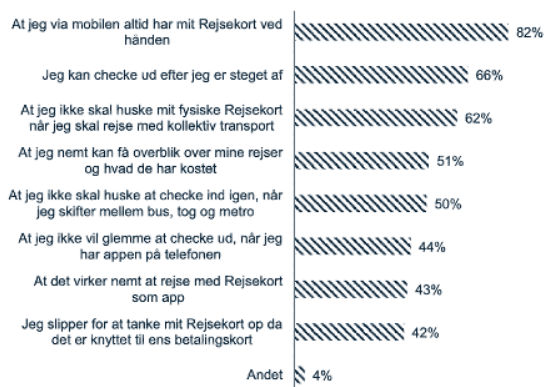 At jeg via mobilen altid har mit Rejsekort ved
hånden
82%
Jeg kan checke ud efter jeg er steget af
66%
At jeg ikke skal huske mit fysiske Rejsekort
når jeg skal rejse med kollektiv transport
62%
At jeg nemt kan få overblik over mine rejser
og hvad de har kostet
51%
At jeg ikke skal huske at checke ind igen, når
jeg skifter mellem bus, tog og metro
50%
At jeg ikke vil glemme at checke ud, når jeg
har appen på telefonen
44%
At det virker nemt at rejse med Rejsekort
som app
43%
Jeg slipper for at tanke mit Rejsekort op da
det er knyttet til ens betalingskort
42%
Andet
4%